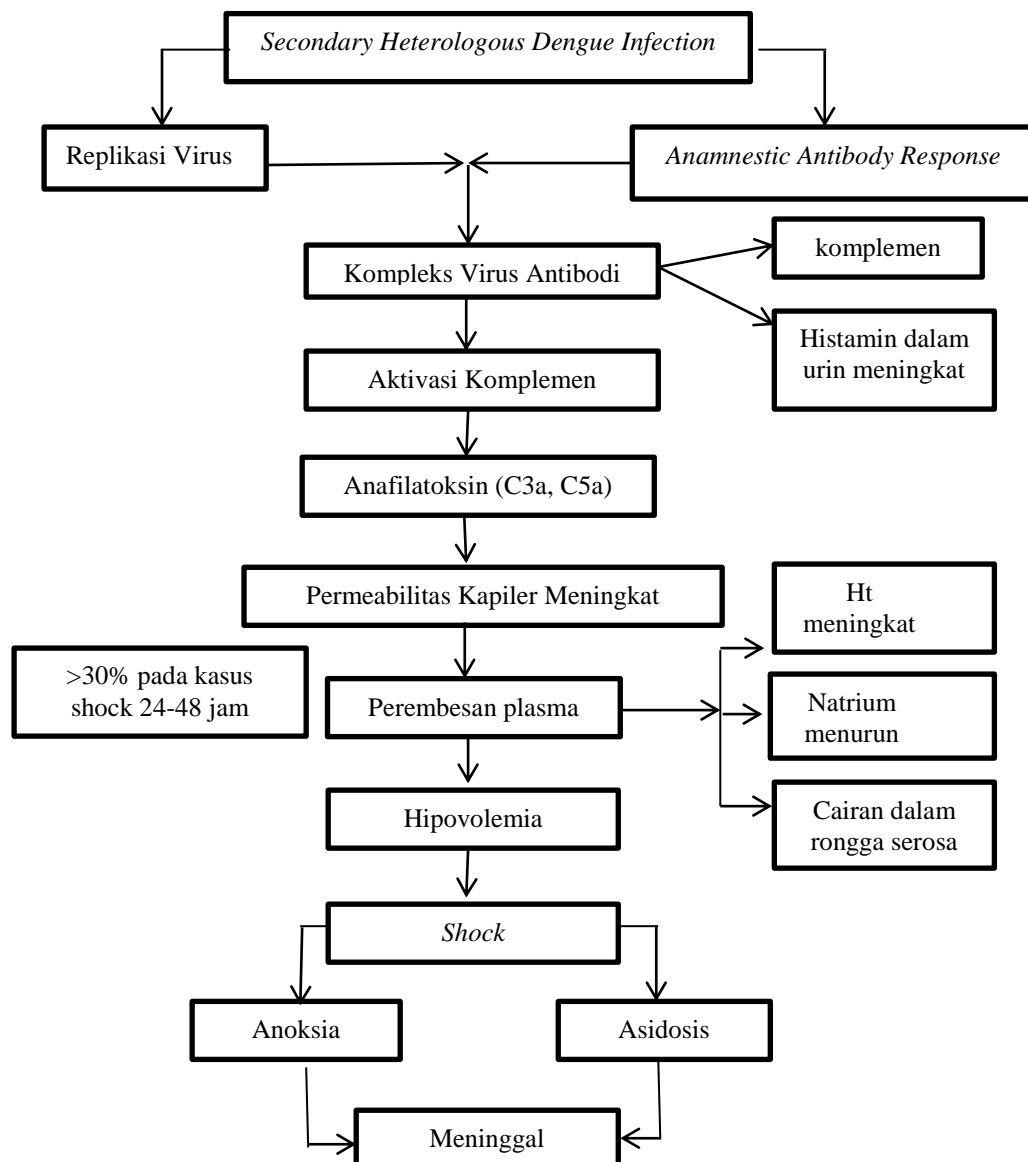 Secondary Heterologous Dengue Infection
Replikasi Virus
Anamnestic Antibody Response
Kompleks Virus Antibodi
komplemen
Histamin dalam
urin meningkat
Aktivasi Komplemen
Anafilatoksin (C3a, C5a)
Permeabilitas Kapiler Meningkat
Ht
meningkat
>30% pada kasus
shock 24-48 jam
Perembesan plasma
Natrium
menurun
Hipovolemia
Cairan dalam
rongga serosa
Shock
Anoksia
Asidosis
Meninggal